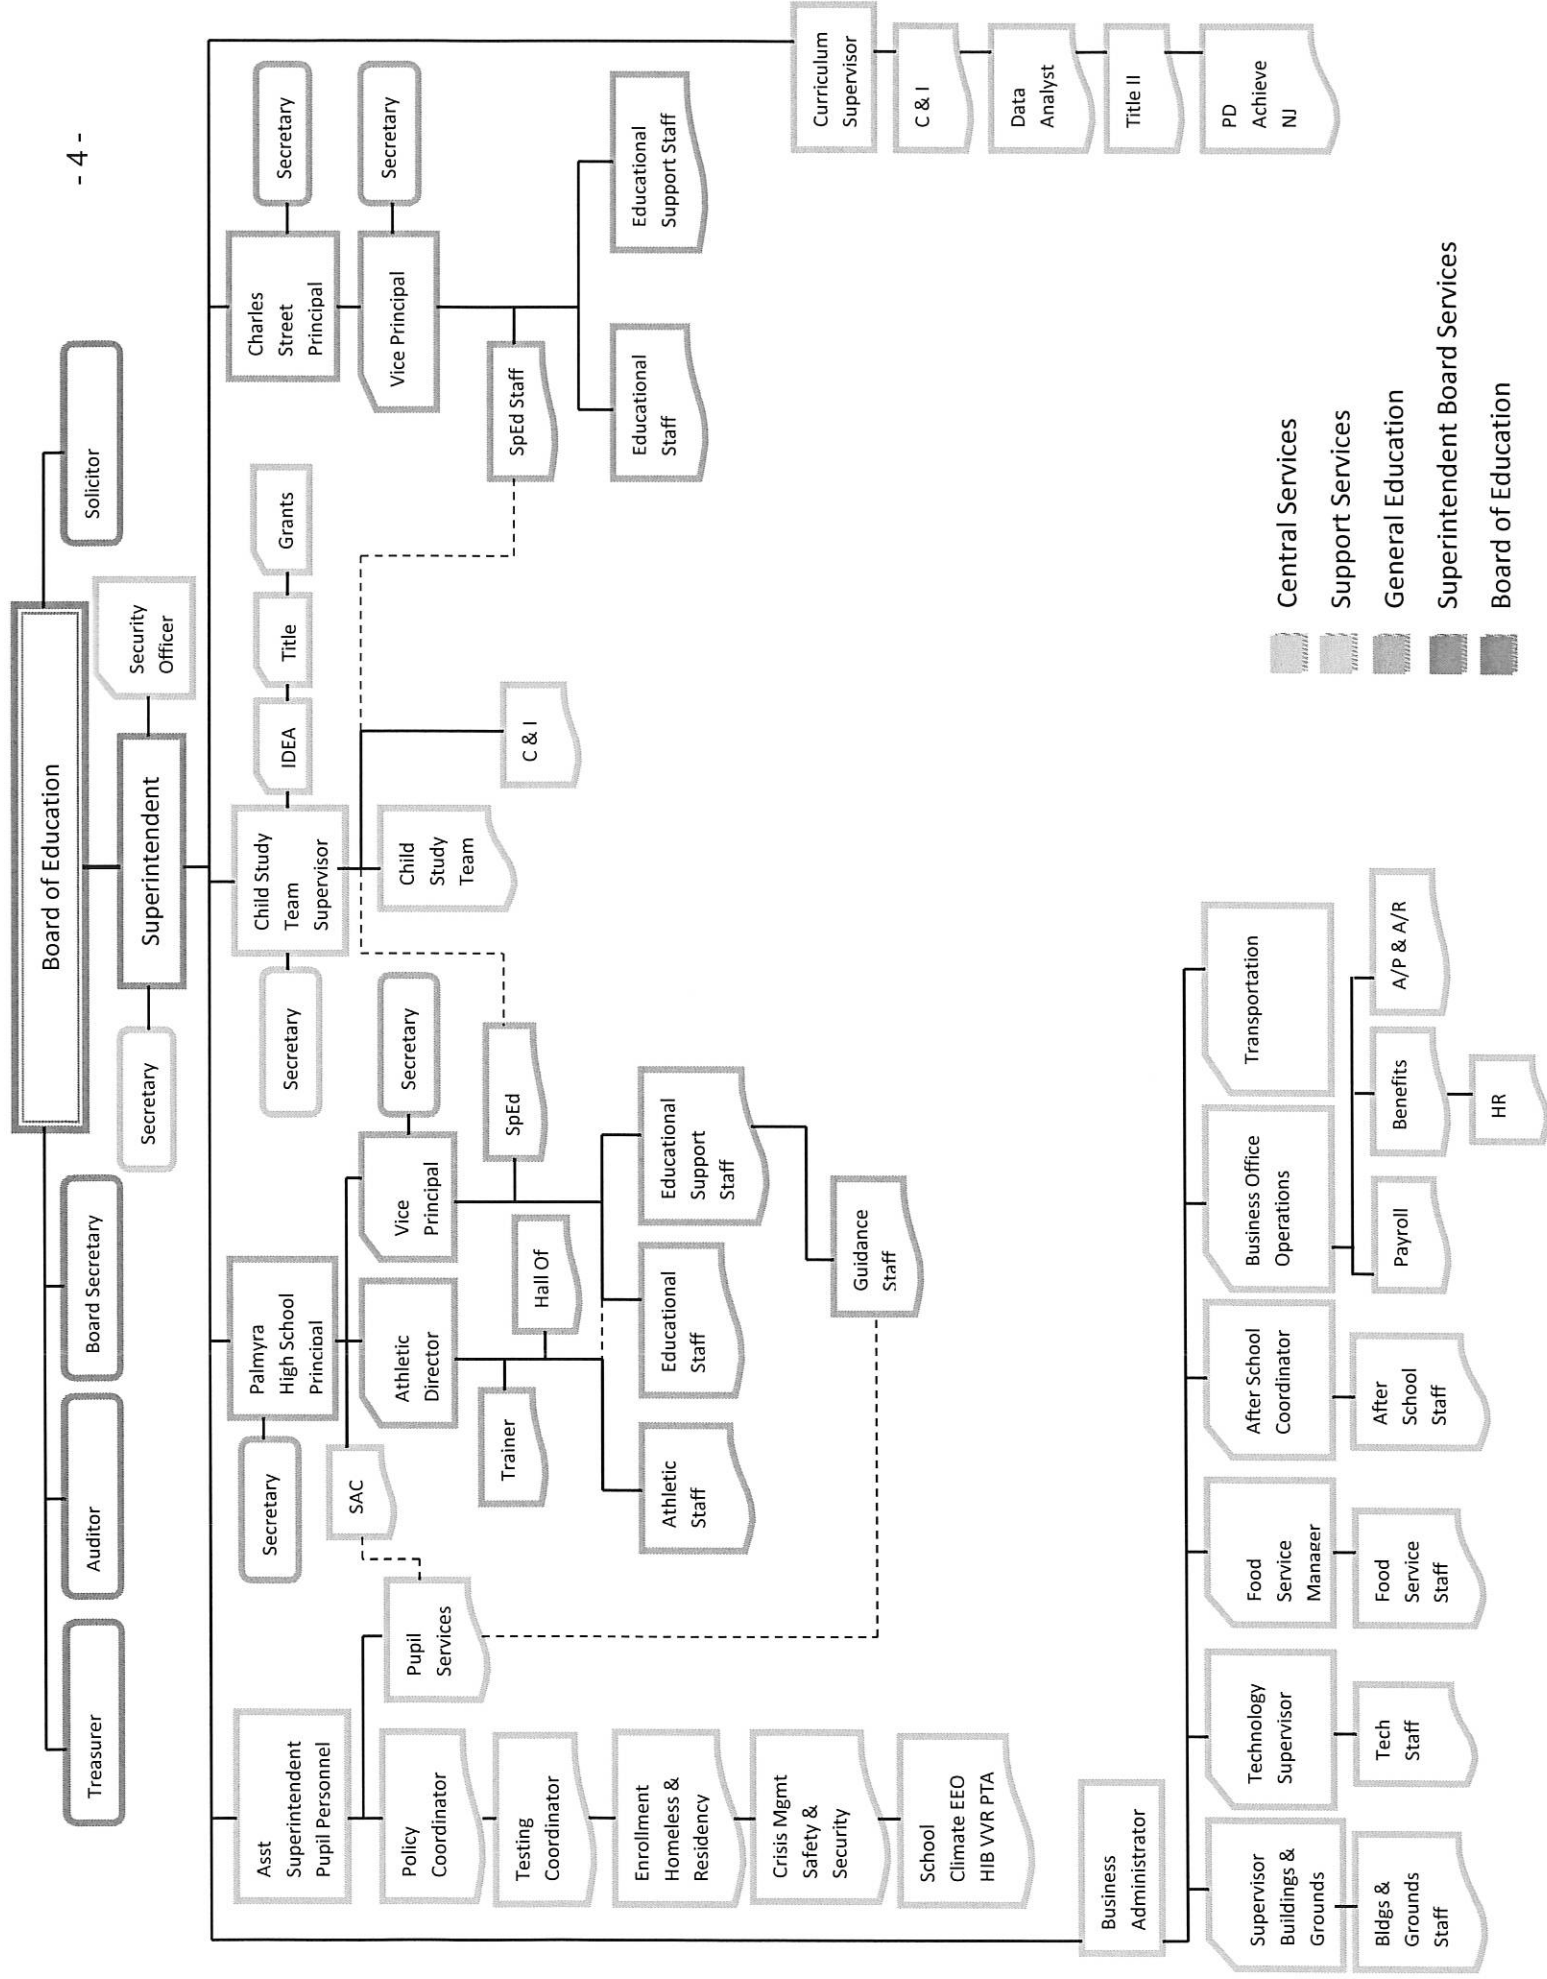 - 4 -
Board of Education
Treasurer
Auditor
Board Secretary
Solicitor
Secretary
Superintendent
Security
Officer
Asst
Superintendent
Pupil Personnel
Secretary
Palmyra
High School
Principal
Secretary
Child Study
Team
Supervisor
IDEA
Title
Grants
Charles
Street
Principal
Secretary
SAC
Pupil
Services
Athletic
Director
Vice
Principal
Secretary
Child
Study
Team
Vice Principal
Secretary
Policy
Coordinator
Testing
Coordinator
Trainer
Hall Of
SpEd
C & I
SpEd Staff
Enrollment
Homeless &
Residency
Athletic
Staff
Educational
Staff
Educational
Support
Staff
Educational
Staff
Educational
Support Staff
Crisis Mgmt
Safety &
Security
Guidance
Staff
Curriculum
Supervisor
School
Climate EEO
HIB VVR PTA
C & I
Data
Analyst
Title II
PD
Achieve
NJ
Business
Administrator
Supervisor
Buildings &
Grounds
Technology
Supervisor
Food
Service
Manager
After School
Coordinator
Business Office
Operations
Transportation
Bldgs &
Grounds
Staff
Tech
Staff
Food
Service
Staff
After
School
Staff
Payroll
Benefits
A/P & A/R
HR
Central Services
Support Services
General Education
Superintendent Board Services
Board of Education